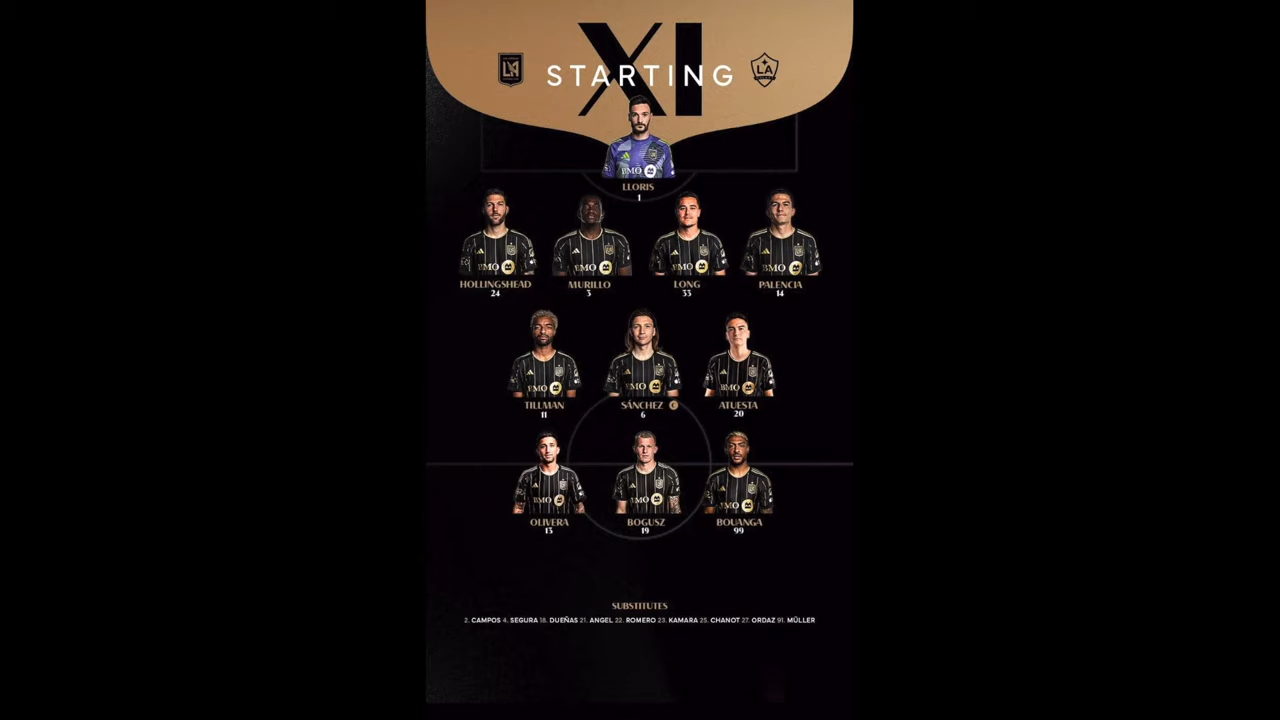 XI
STARTING
LA
LLORIS
1
HOLLINGSHEAD
24
MURILLO
3
LONG
33
PALENCIA
14
TILLMAN
11
SÁNCHEZ C
6
ATUESTA
20
OLIVERA
13
BOGUSZ
19
BOUANGA
99
SUBSTITUTES
2. CAMPOS 4. SEGURA 18. DUEÑAS 21. ANGEL 22. ROMERO 23. KAMARA 25. CHANOT 27. ORDAZ 91. MÜLLER